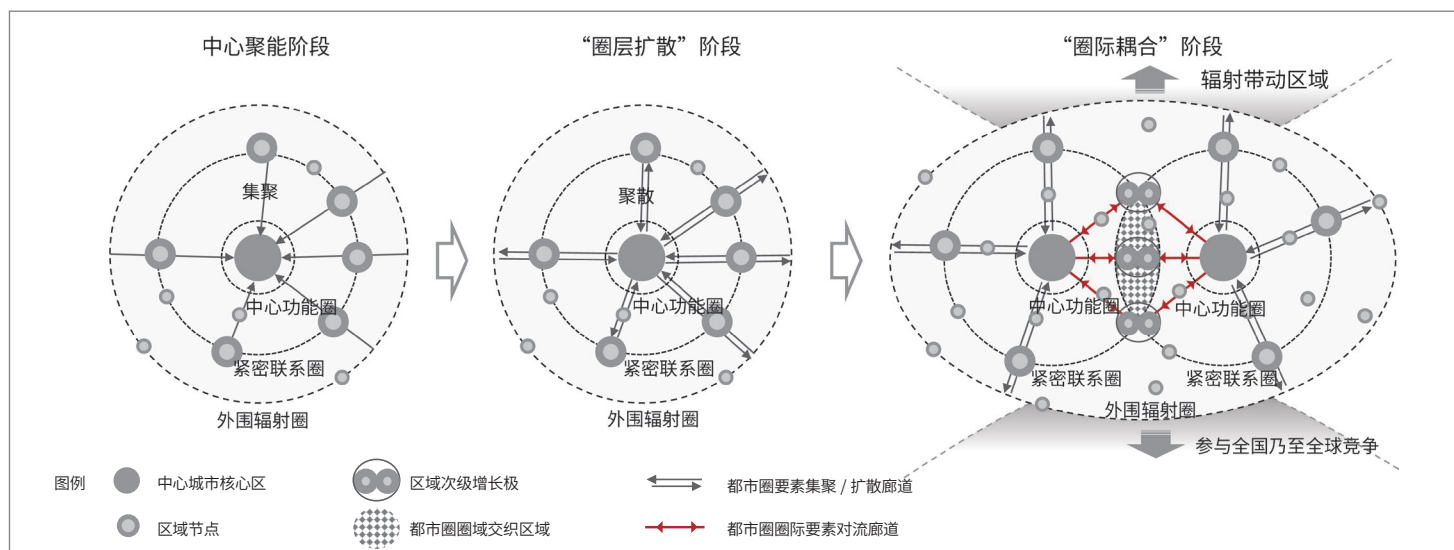 中心聚能阶段
“圈层扩散”阶段
“圈际耦合”阶段
辐射带动区域
集聚
中心功能圈
紧密联系圈
外围辐射圈
聚散
中心功能圈
紧密联系圈
外围辐射圈
中心功能圈
中心功能圈
紧密联系圈
紧密联系圈
外围辐射圈
参与全国乃至全球竞争
图例
中心城市核心区
区域次级增长极
都市圈要素集聚 / 扩散廊道
区域节点
都市圈圈域交织区域
都市圈圈际要素对流廊道